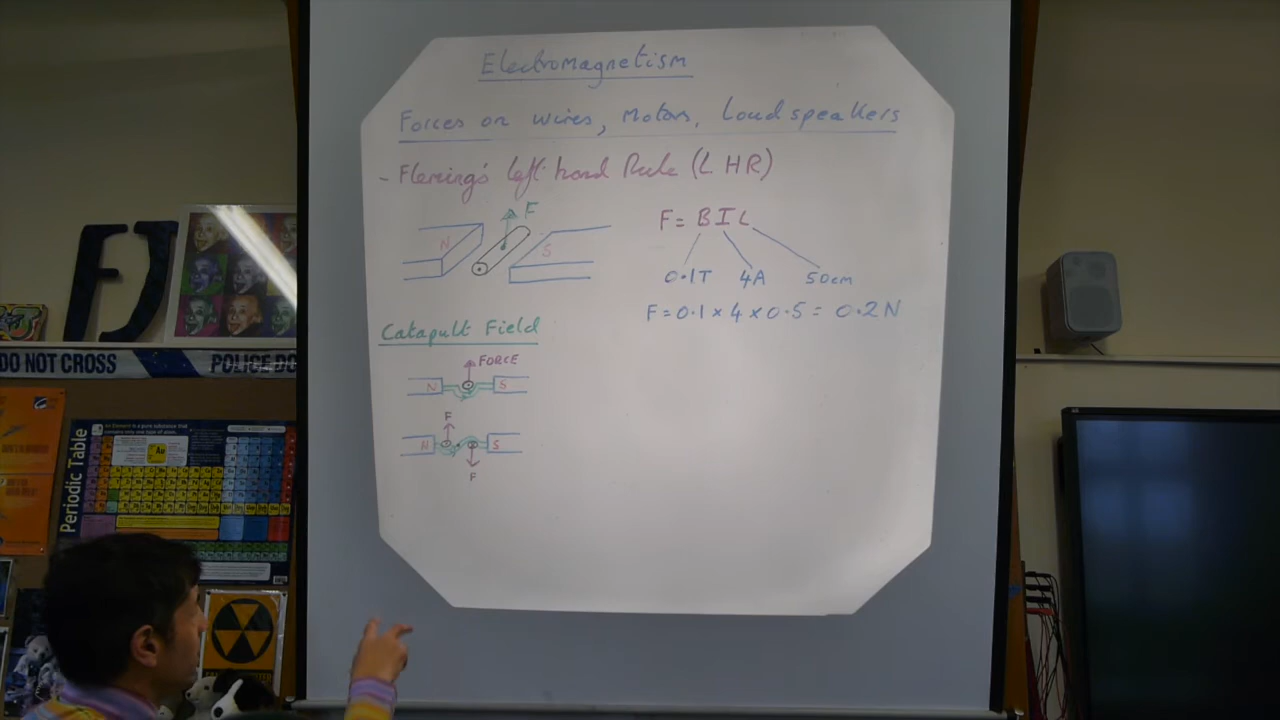 Electromagnetism
Forces on wires, Motors, Loudspeakers
- Fleming's left hand Rule (LHR)
F
N
S
F = BIL
0.1T 4A 50cm
F = 0.1 × 4 × 0.5 = 0.2N
Catapult Field
FORCE
N S
F
N S
F
DO NOT CROSS
POLICE DO
Periodic Table
Au